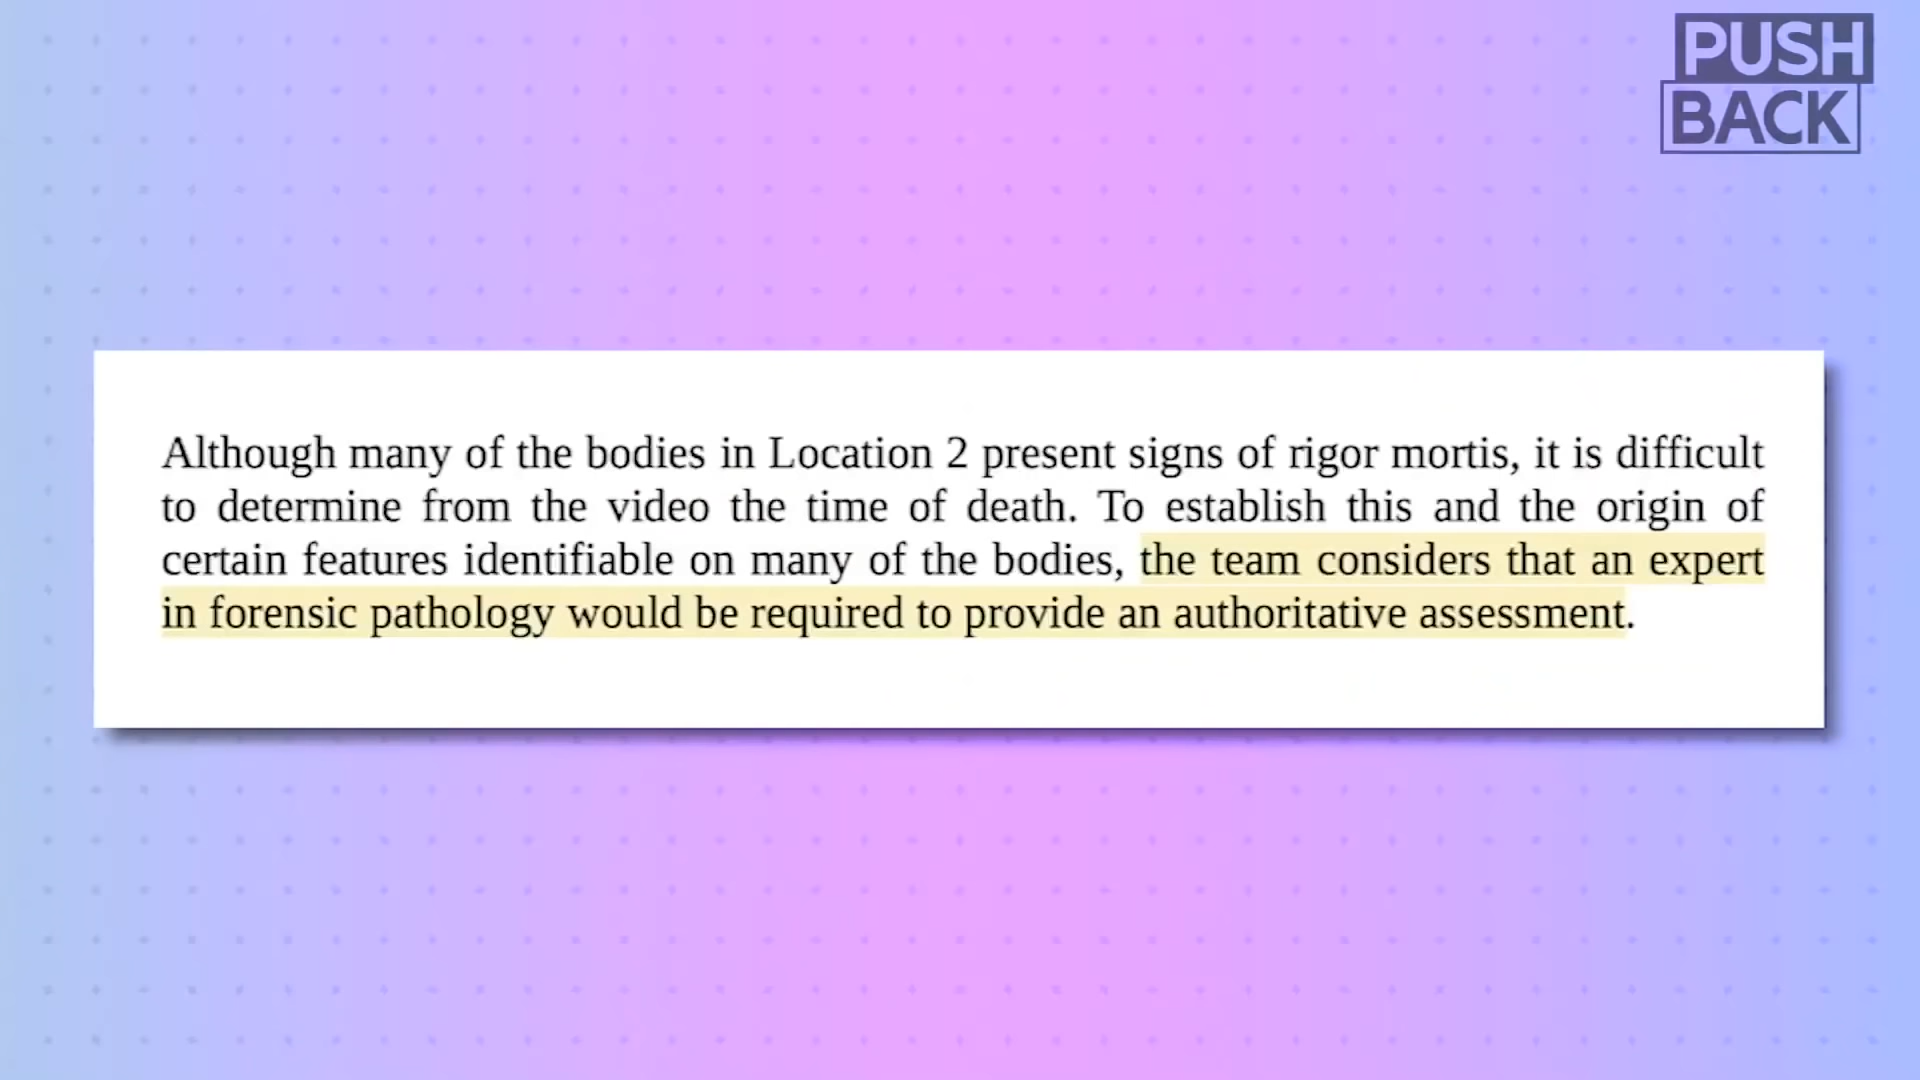 PUSH
BACK
Although many of the bodies in Location 2 present signs of rigor mortis, it is difficult
to determine from the video the time of death. To establish this and the origin of
certain features identifiable on many of the bodies, the team considers that an expert
in forensic pathology would be required to provide an authoritative assessment.